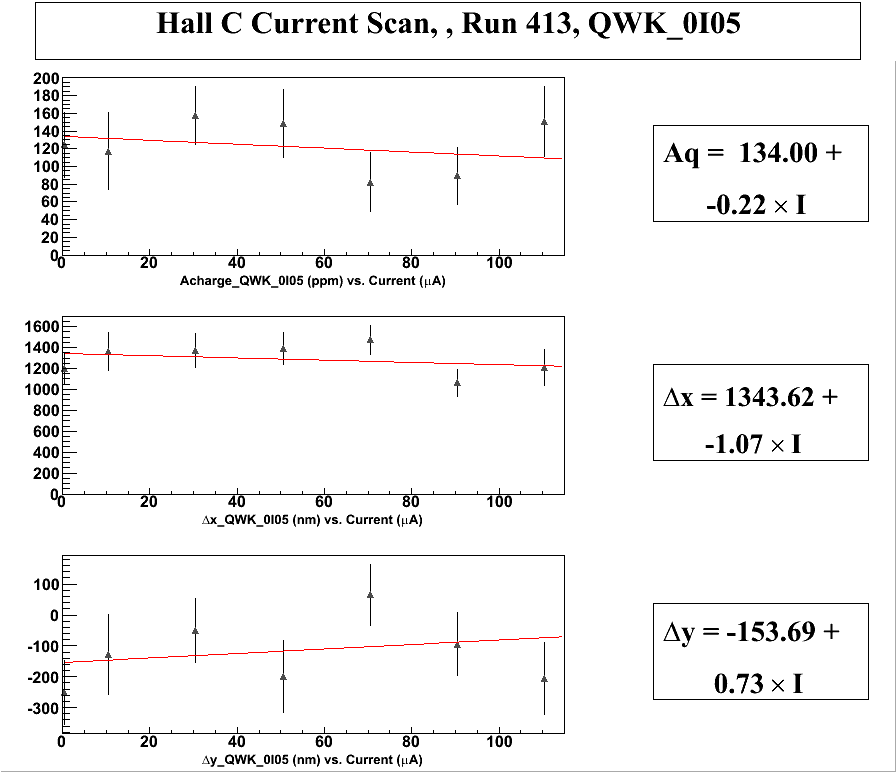 Hall C Current Scan, , Run 413, QWK_0I05
200
180
160
140
120
100
80
60
40
20
0
0 20 40 60 80 100
Acharge_QWK_0I05 (ppm) vs. Current (μA)
Aq = 134.00 +
-0.22 × I
1600
1400
1200
1000
800
600
400
200
0
0 20 40 60 80 100
Δx_QWK_0I05 (nm) vs. Current (μA)
Δx = 1343.62 +
-1.07 × I
100
0
-100
-200
-300
0 20 40 60 80 100
Δy_QWK_0I05 (nm) vs. Current (μA)
Δy = -153.69 +
0.73 × I